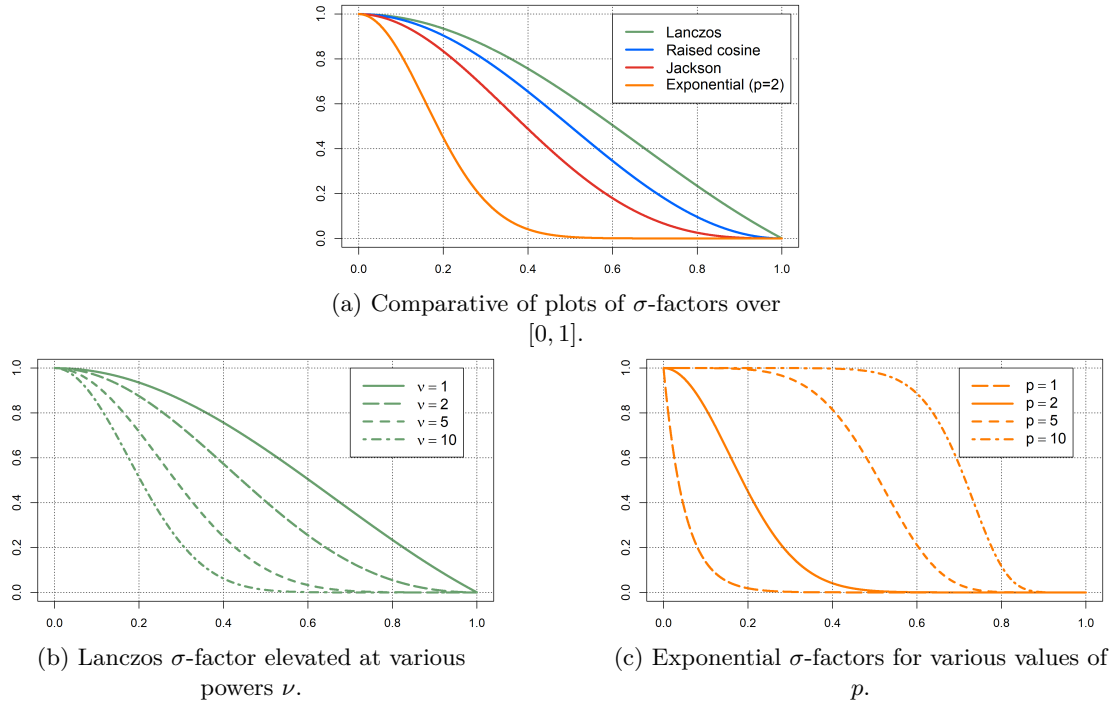 1.0
0.8
0.6
0.4
0.2
0.0
Lanczos
Raised cosine
Jackson
Exponential (p=2)
0.0 0.2 0.4 0.6 0.8 1.0
(a) Comparative of plots of σ-factors over
[0, 1].
1.0
0.8
0.6
0.4
0.2
0.0
ν = 1
ν = 2
ν = 5
ν = 10
0.0 0.2 0.4 0.6 0.8 1.0
(b) Lanczos σ-factor elevated at various
powers ν.
1.0
0.8
0.6
0.4
0.2
0.0
p = 1
p = 2
p = 5
p = 10
0.0 0.2 0.4 0.6 0.8 1.0
(c) Exponential σ-factors for various values of
p.